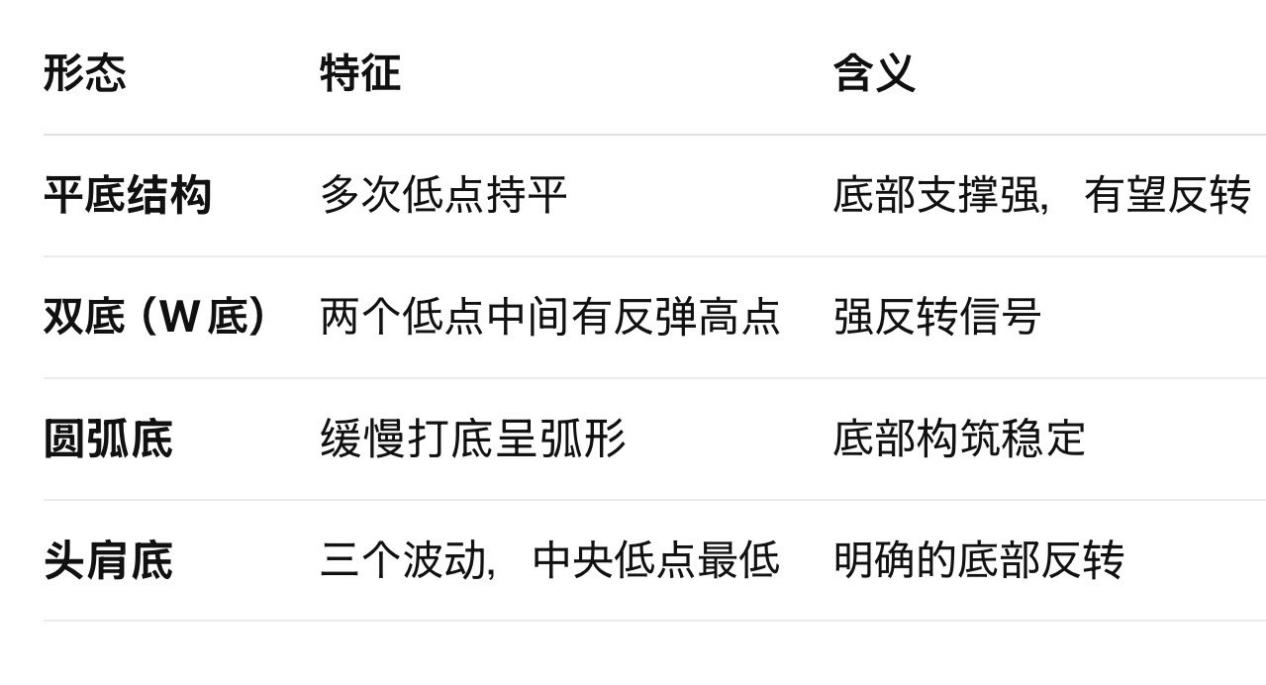 形态 特征 含义
平底结构 多次低点持平 底部支撑强，有望反转
双底（W 底） 两个低点中间有反弹高点 强反转信号
圆弧底 缓慢打底呈弧形 底部构筑稳定
头肩底 三个波动，中央低点最低 明确的底部反转